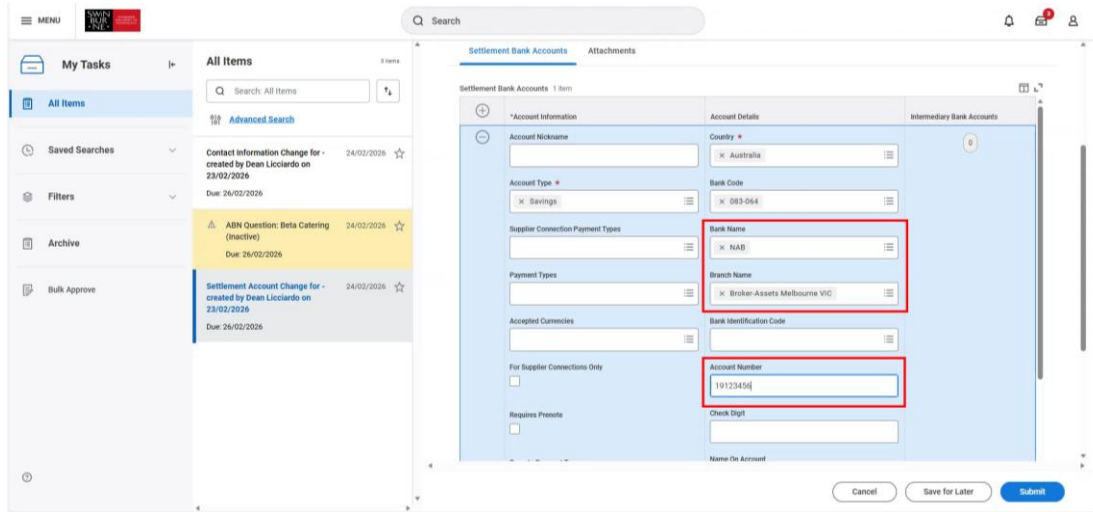 MENU
SWIN
BUR
• NE •
Search
3
My Tasks
All Items
Saved Searches
Filters
Archive
Bulk Approve
All Items
3 items
Search: All Items
Advanced Search
Contact Information Change for -
created by Dean Licciardo on
23/02/2026
24/02/2026
Due: 26/02/2026
ABN Question: Beta Catering
(Inactive)
24/02/2026
Due: 26/02/2026
Settlement Account Change for -
created by Dean Licciardo on
23/02/2026
24/02/2026
Due: 26/02/2026
Settlement Bank Accounts
Attachments
Settlement Bank Accounts 1 item
*Account Information
Account Details
Intermediary Bank Accounts
Account Nickname
Country *
× Australia
0
Account Type *
× Savings
Bank Code
× 083-064
Supplier Connection Payment Types
Bank Name
× NAB
Payment Types
Branch Name
× Broker-Assets Melbourne VIC
Accepted Currencies
Bank Identification Code
For Supplier Connections Only
Account Number
19123456
Requires Prenote
Check Digit
Name On Account
Cancel
Save for Later
Submit